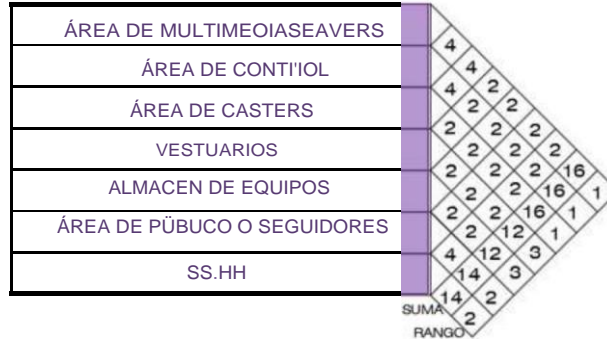 ÁREA DE MULTIMEOIASEAVERS
4
ÁREA DE CONTI'IOL
4
4 2
ÁREA DE CASTERS
2 2
2 2 2
VESTUARIOS
2 2 2
2 2 2 16
ALMACEN DE EQUIPOS
2 2 16 1
2 2 16 1
ÁREA DE PÜBUCO O SEGUIDORES
2 12 1
4 12 3
SS.HH
14 3
14 2
SUMA
2
RANGO